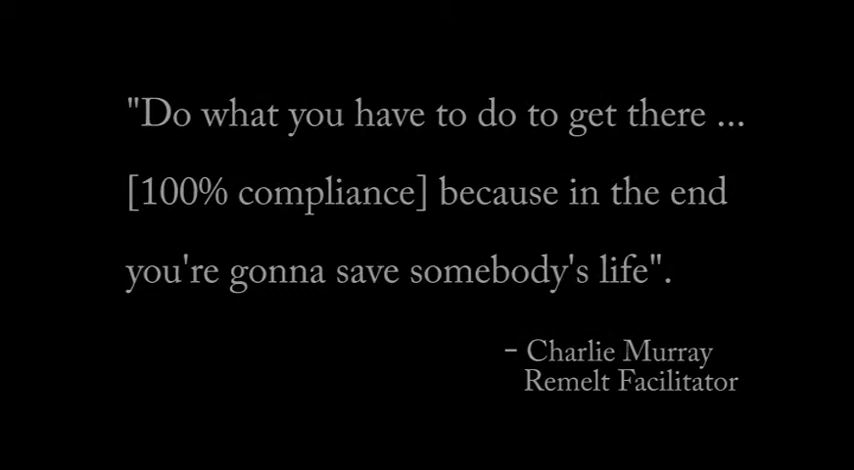 "Do what you have to do to get there ...
[100% compliance] because in the end
you're gonna save somebody's life".
– Charlie Murray
Remelt Facilitator